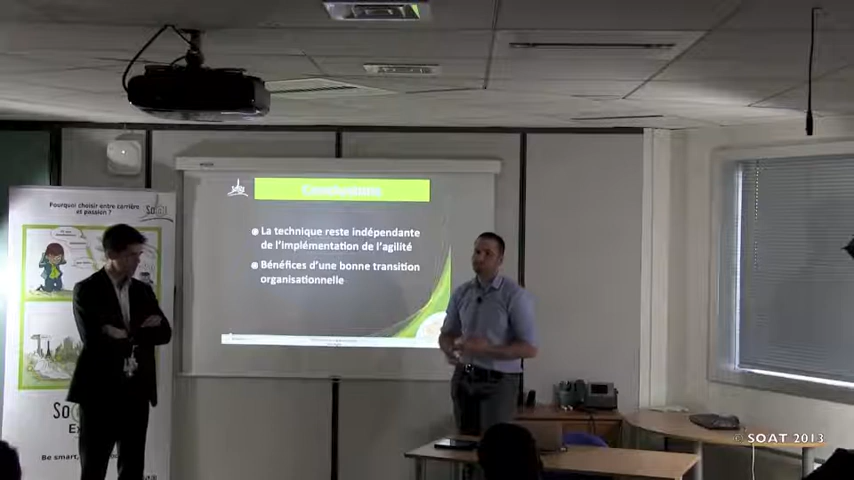 Pourquoi choisir entre carrière
et passion ?
Conclusions
La technique reste indépendante
de l'implémentation de l'agilité
Bénéfices d'une bonne transition
organisationnelle
So
Be smart,
© SOAT 2013